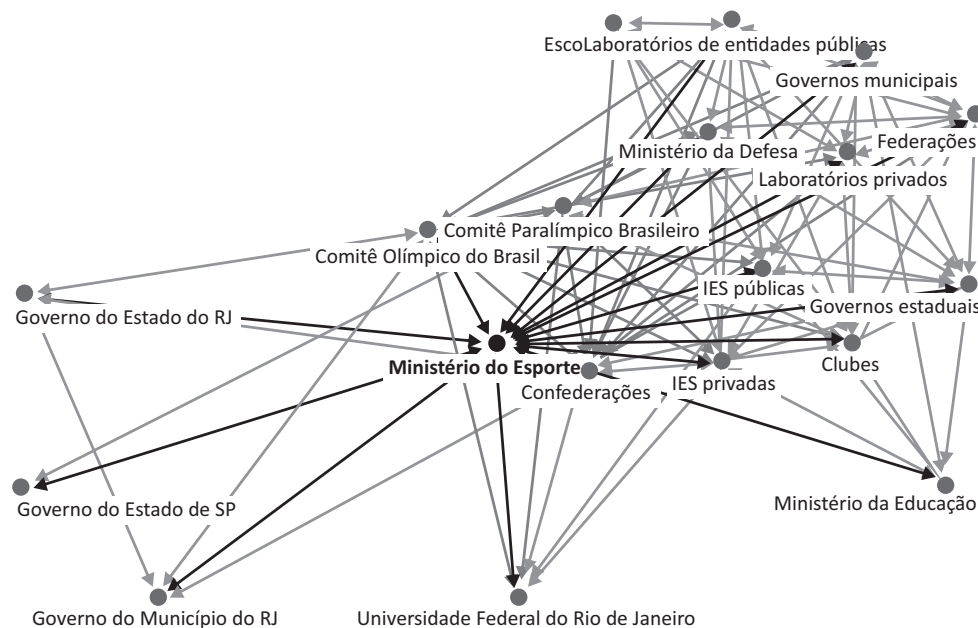 EscoLaboratórios de entidades públicas
Governos municipais
Federações
Ministério da Defesa
Laboratórios privados
Comitê Paralímpico Brasileiro
Comitê Olímpico do Brasil
IES públicas
Governos estaduais
Governo do Estado do RJ
Clubes
Ministério do Esporte
IES privadas
Confederações
Ministério da Educação
Governo do Estado de SP
Governo do Município do RJ
Universidade Federal do Rio de Janeiro